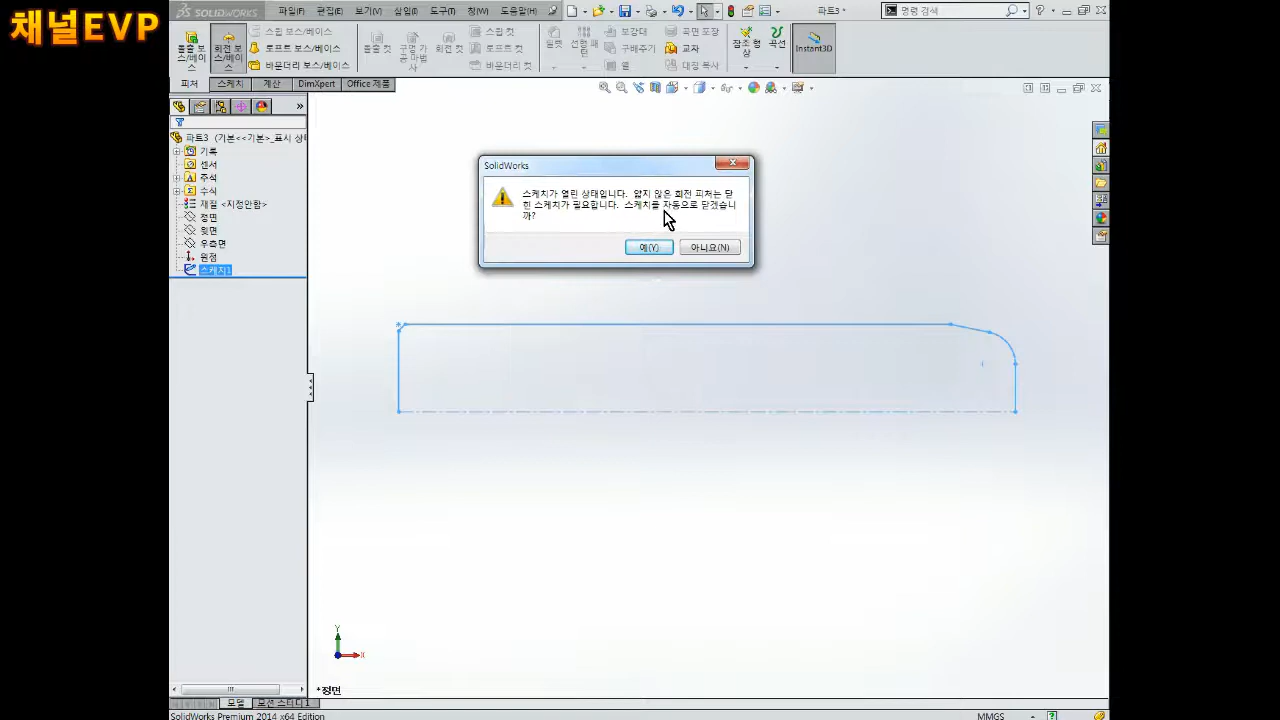 채널EVP
SOLIDWORKS
파일(F) 편집(E) 보기(V) 삽입(I) 도구(T) 창(W) 도움말(H)
파트3 *
명령 검색
돌출 보스/베이스
회전 보스/베이스
스윕 보스/베이스
로프트 보스/베이스
바운더리 보스/베이스
돌출 컷
구멍 가공 마법사
회전 컷
스윕 컷
로프트 컷
바운더리 컷
필렛
선형 패턴
보강대
구배주기
쉘
곡면 포장
교차
대칭 복사
참조 형상
곡선
Instant3D
피처 스케치 계산 DimXpert Office 제품
파트3 (기본<<기본>_표시 상태
기록
센서
주석
수식
재질 <지정안함>
정면
윗면
우측면
원점
스케치1
SolidWorks
스케치가 열린 상태입니다. 얇지 않은 회전 피처는 닫
힌 스케치가 필요합니다. 스케치를 자동으로 닫겠습니
까?
예(Y) 아니요(N)
Y
X
*정면
모델 모션 스터디 1
SolidWorks Premium 2014 x64 Edition
MMGS